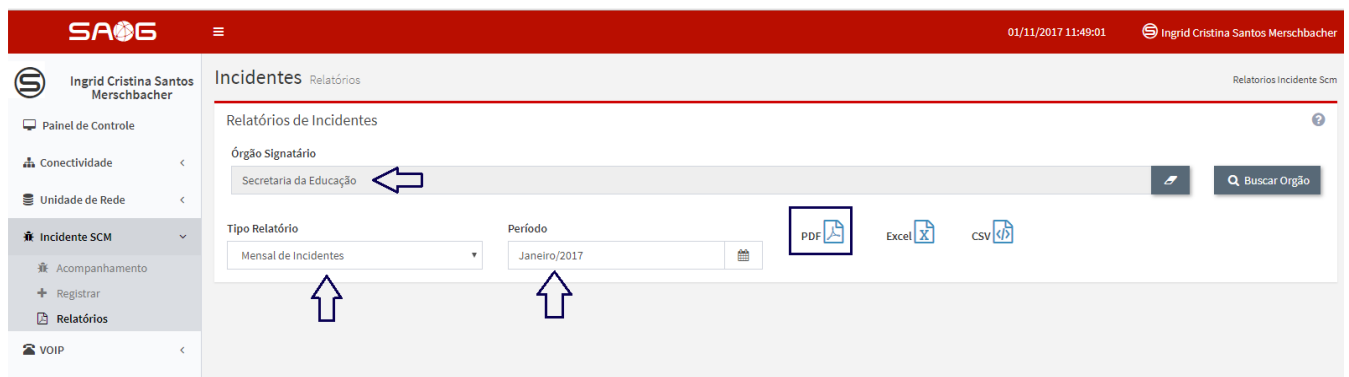 SAOG
01/11/2017 11:49:01
Ingrid Cristina Santos Merschbacher
Ingrid Cristina Santos
Merschbacher
Painel de Controle
Conectividade
Unidade de Rede
Incidente SCM
Acompanhamento
Registrar
Relatórios
VOIP
Incidentes Relatórios
Relatorios Incidente Scm
Relatórios de Incidentes
Órgão Signatário
Secretaria da Educação
Buscar Orgão
Tipo Relatório
Período
Mensal de Incidentes
Janeiro/2017
PDF
Excel
CSV